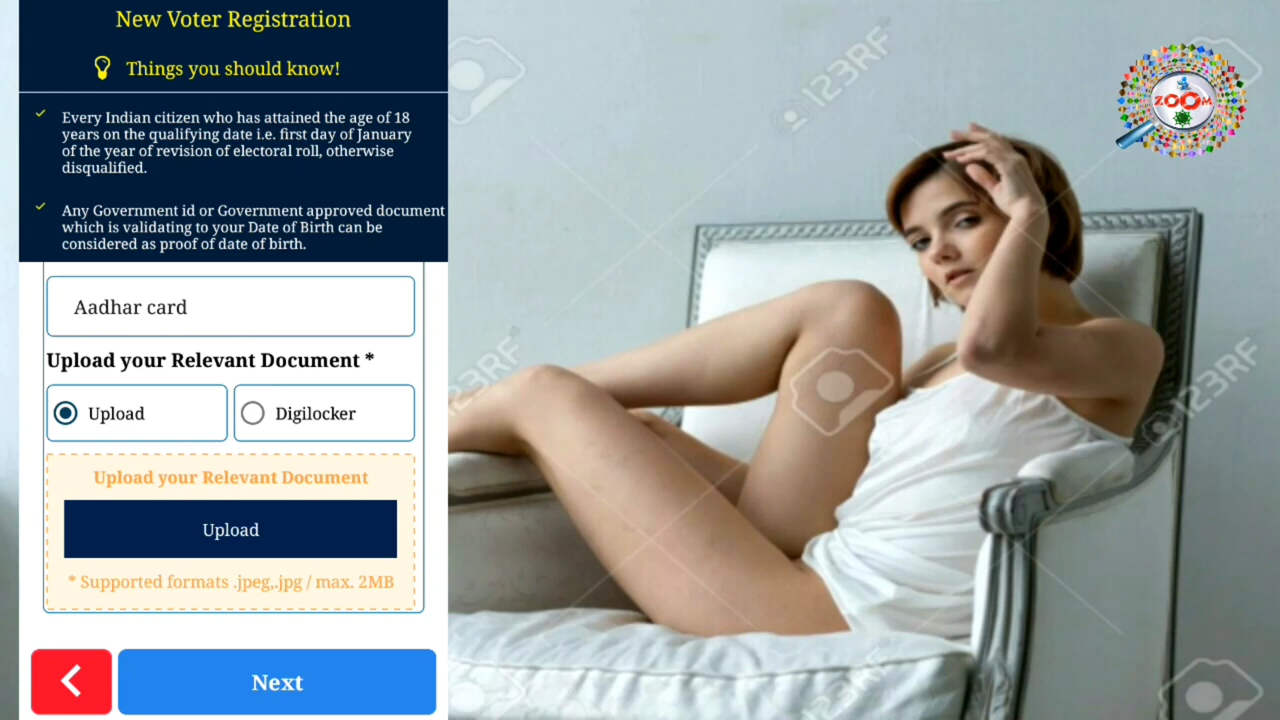 New Voter Registration
Things you should know!
Every Indian citizen who has attained the age of 18
years on the qualifying date i.e. first day of January
of the year of revision of electoral roll, otherwise
disqualified.
Any Government id or Government approved document
which is validating to your Date of Birth can be
considered as proof of date of birth.
Aadhar card
Upload your Relevant Document *
Upload
Digilocker
Upload your Relevant Document
Upload
* Supported formats .jpeg,.jpg / max. 2MB
Next
ZOOM
123RF
123RF
123RF